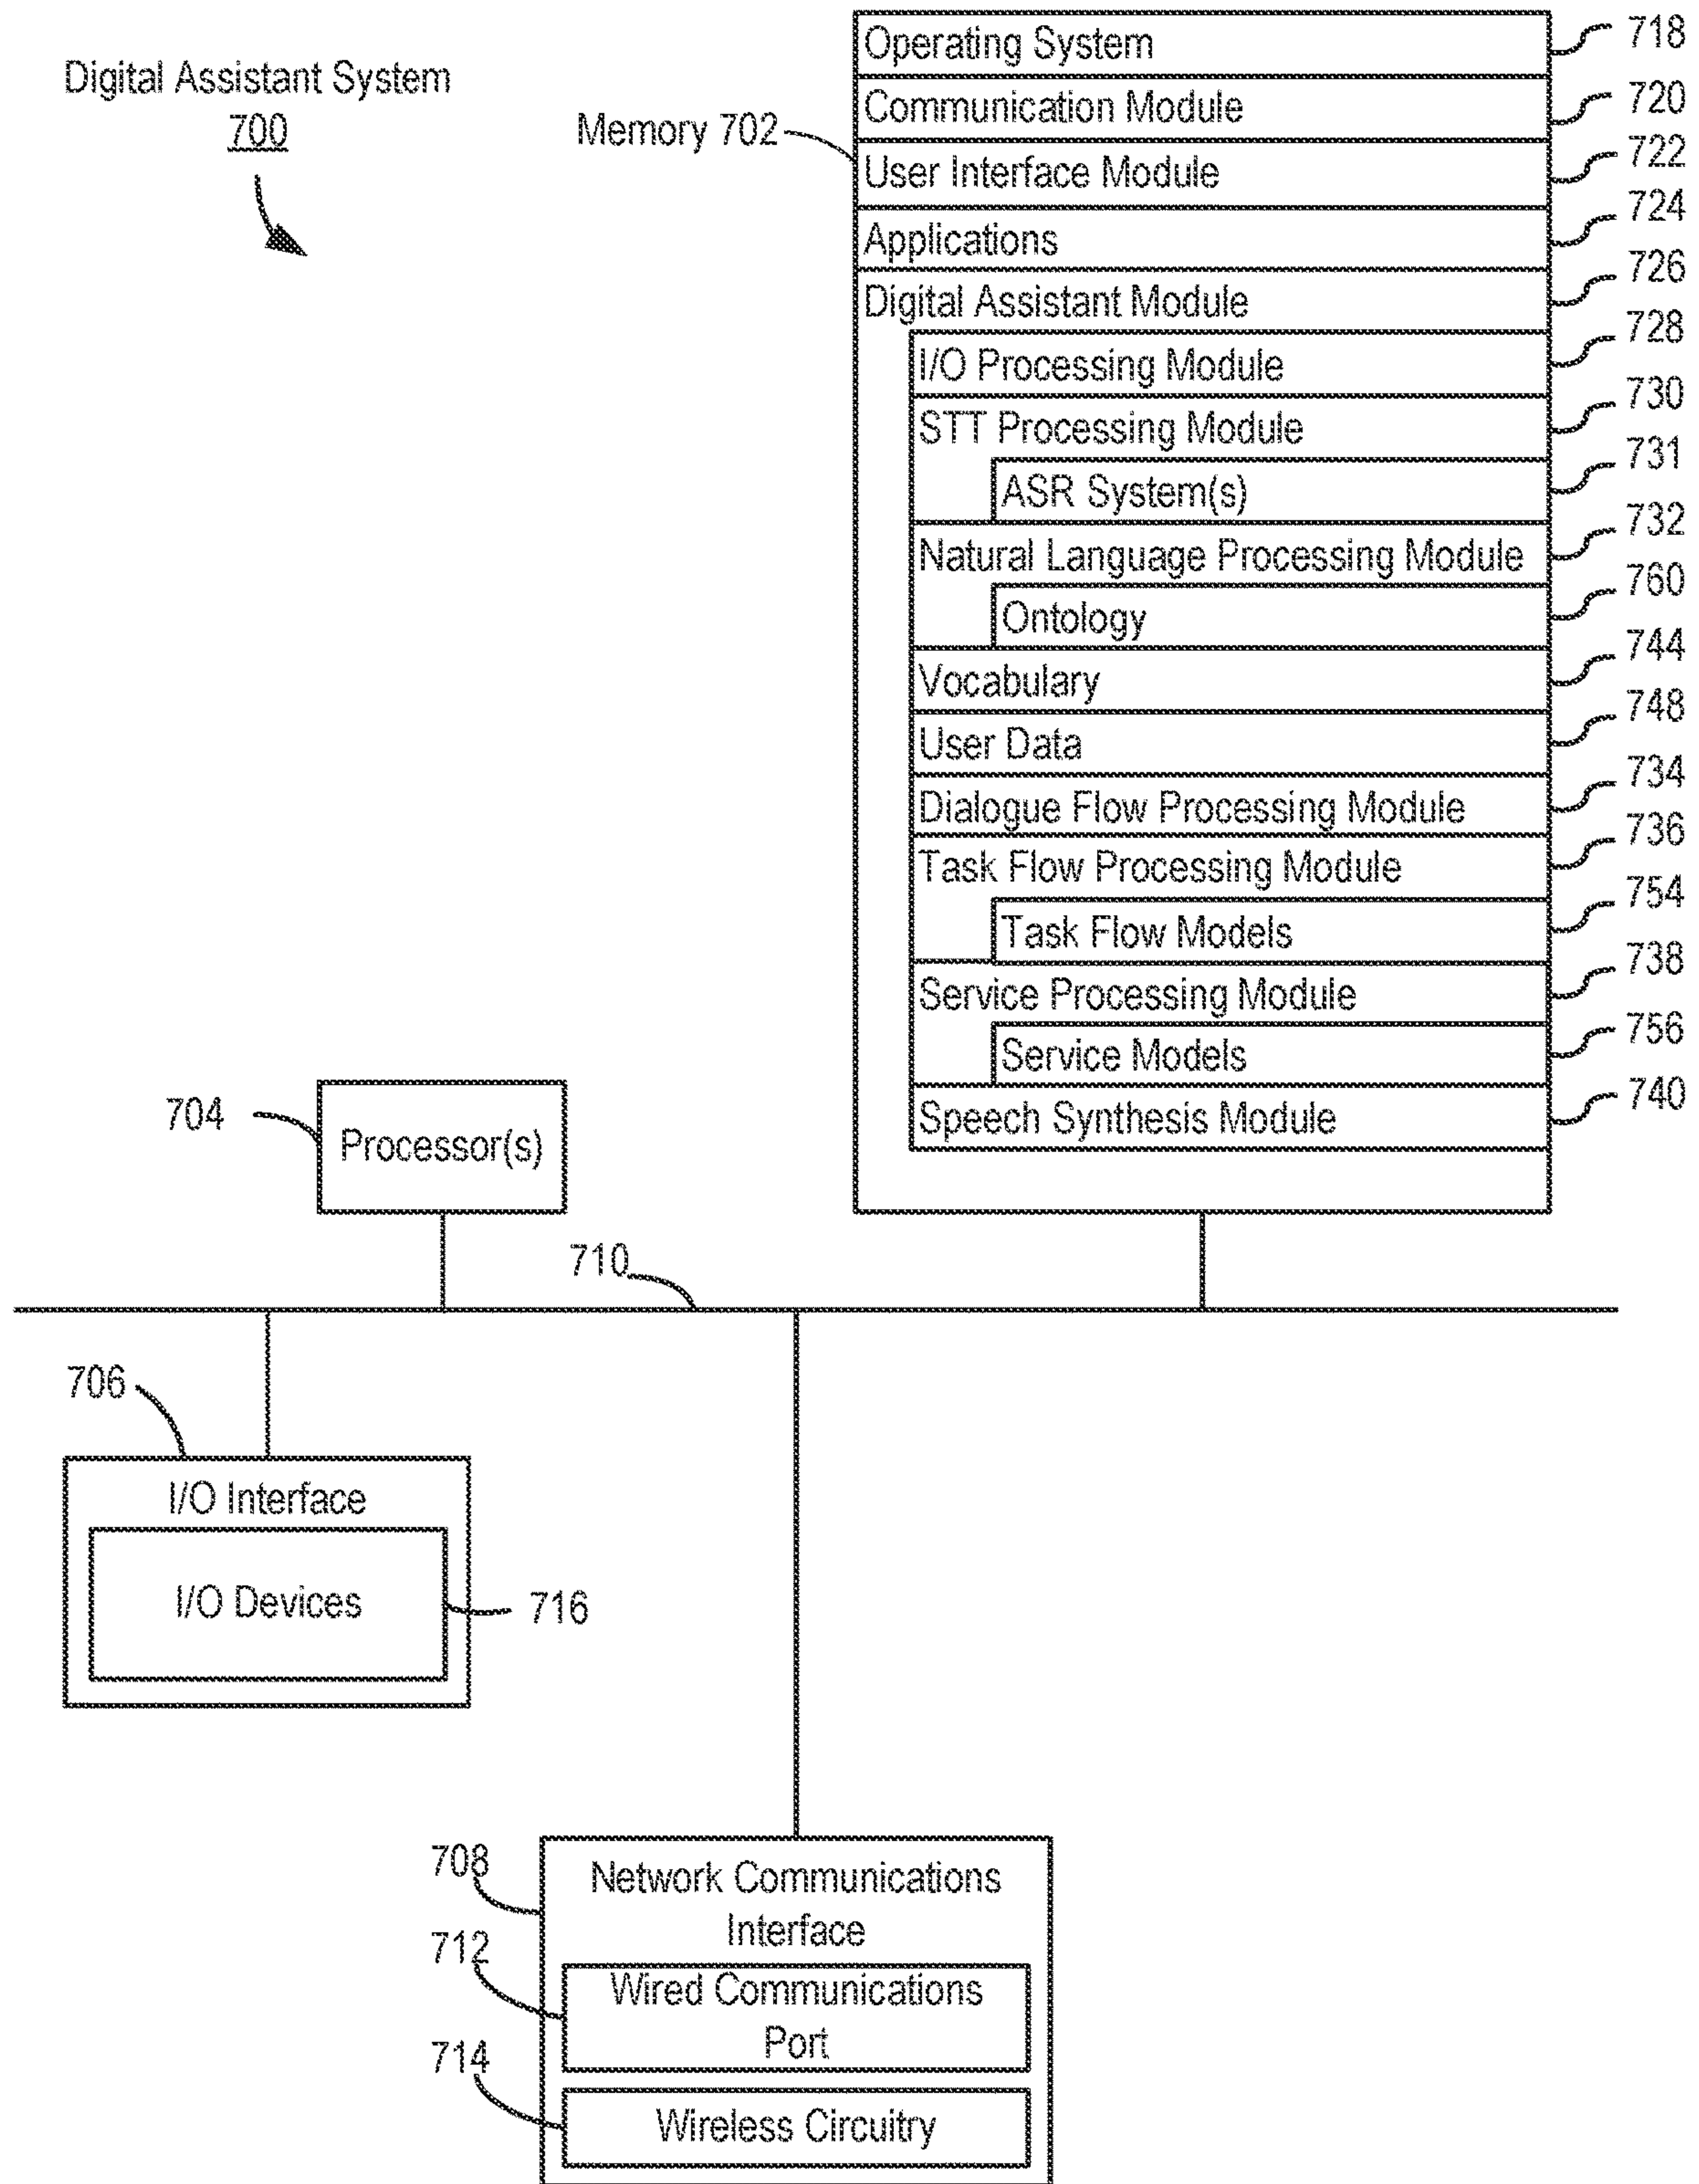 Digital Assistant System
700
Memory 702
Operating System 718
Communication Module 720
User Interface Module 722
Applications 724
Digital Assistant Module 726
I/O Processing Module 728
STT Processing Module 730
ASR System(s) 731
Natural Language Processing Module 732
Ontology 760
Vocabulary 744
User Data 748
Dialogue Flow Processing Module 734
Task Flow Processing Module 736
Task Flow Models 754
Service Processing Module 738
Service Models 756
Speech Synthesis Module 740
704
Processor(s)
710
706
I/O Interface
I/O Devices
716
708
Network Communications
Interface
712
Wired Communications
Port
714
Wireless Circuitry